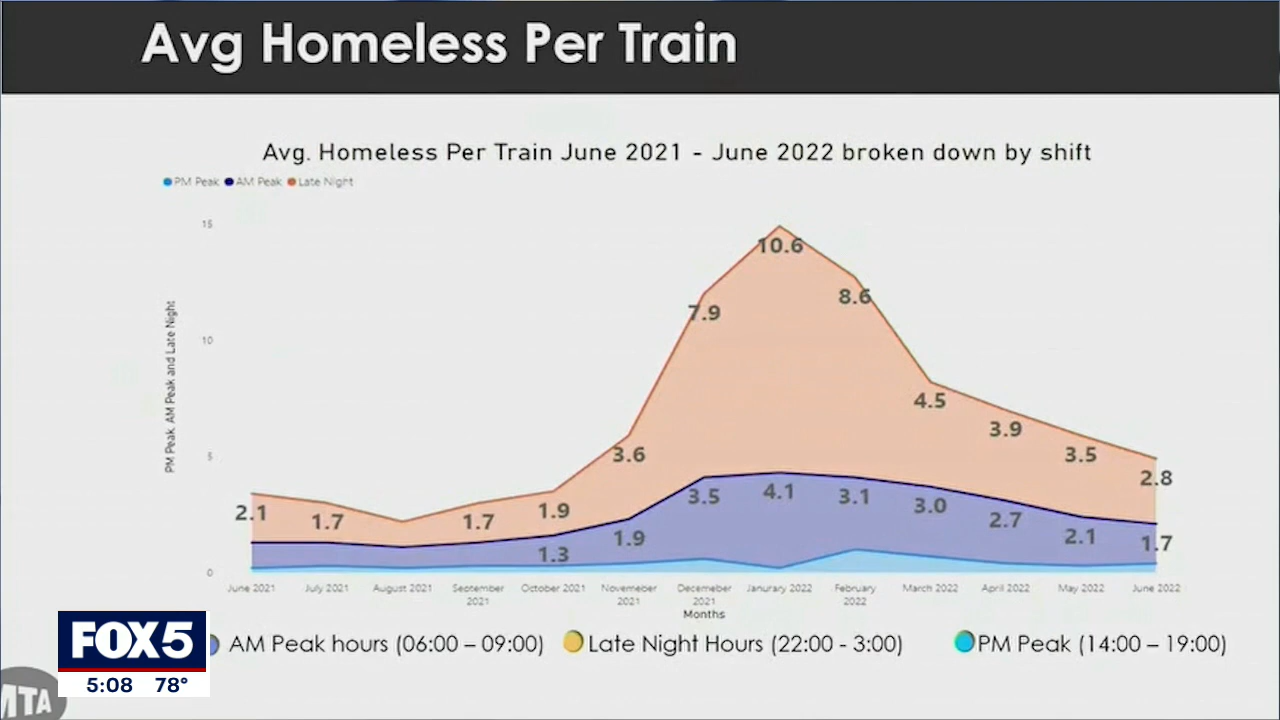 Avg Homeless Per Train
Avg. Homeless Per Train June 2021 - June 2022 broken down by shift
PM Peak AM Peak Late Night
15
10
5
0
PM Peak, AM Peak and Late Night
10.6
8.6
7.9
4.5
3.9
3.6
3.5
2.8
2.1
1.7
1.7
1.9
4.1
3.5
3.1
3.0
2.7
2.1
1.9
1.7
1.3
June 2021 July 2021 August 2021 September 2021 October 2021 Novemeber 2021 Decemeber 2021 Janurary 2022 February 2022 March 2022 April 2022 May 2022 June 2022
Months
AM Peak hours (06:00 – 09:00) Late Night Hours (22:00 - 3:00) PM Peak (14:00 – 19:00)
FOX5
5:08 78°
MTA